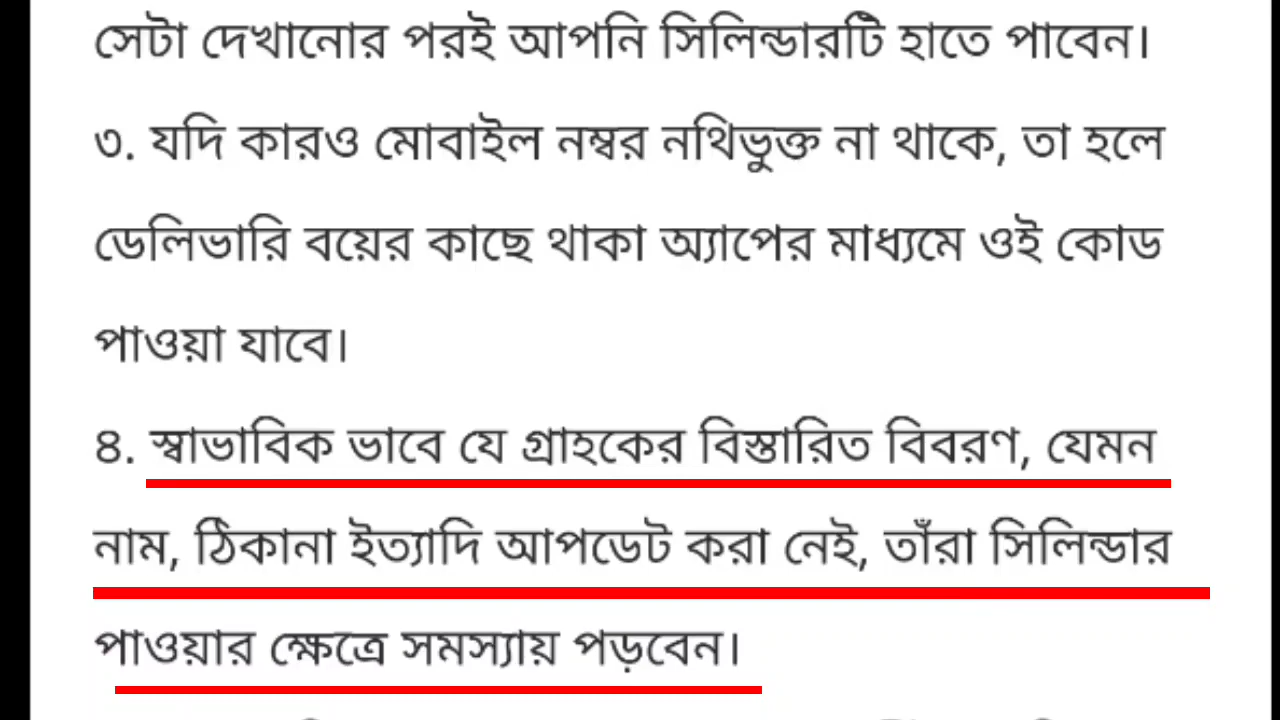 সেটা দেখানোর পরই আপনি সিলিন্ডারটি হাতে পাবেন।
৩. যদি কারও মোবাইল নম্বর নথিভুক্ত না থাকে, তা হলে
ডেলিভারি বয়ের কাছে থাকা অ্যাপের মাধ্যমে ওই কোড
পাওয়া যাবে।
৪. স্বাভাবিক ভাবে যে গ্রাহকের বিস্তারিত বিবরণ, যেমন
নাম, ঠিকানা ইত্যাদি আপডেট করা নেই, তাঁরা সিলিন্ডার
পাওয়ার ক্ষেত্রে সমস্যায় পড়বেন।